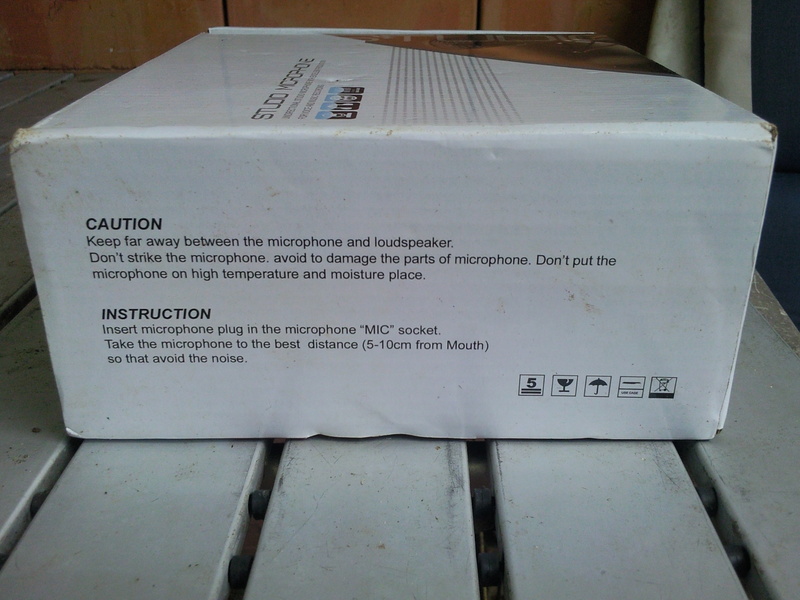 STUDIO MICROPHONE
CAUTION
Keep far away between the microphone and loudspeaker.
Don't strike the microphone. avoid to damage the parts of microphone. Don't put the
microphone on high temperature and moisture place.
INSTRUCTION
Insert microphone plug in the microphone “MIC” socket.
Take the microphone to the best distance (5-10cm from Mouth)
so that avoid the noise.
5